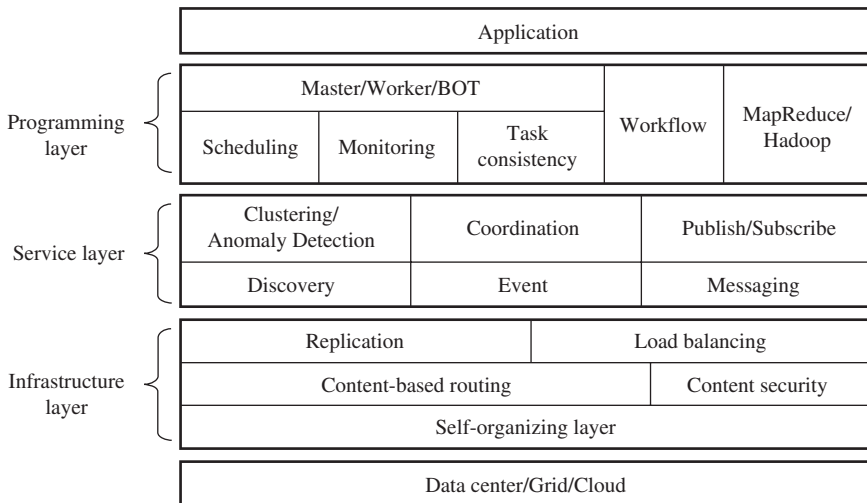 Application
Programming
layer
Master/Worker/BOT
Scheduling
Monitoring
Task
consistency
Workflow
MapReduce/
Hadoop
Service layer
Clustering/
Anomaly Detection
Coordination
Publish/Subscribe
Discovery
Event
Messaging
Infrastructure
layer
Replication
Load balancing
Content-based routing
Content security
Self-organizing layer
Data center/Grid/Cloud